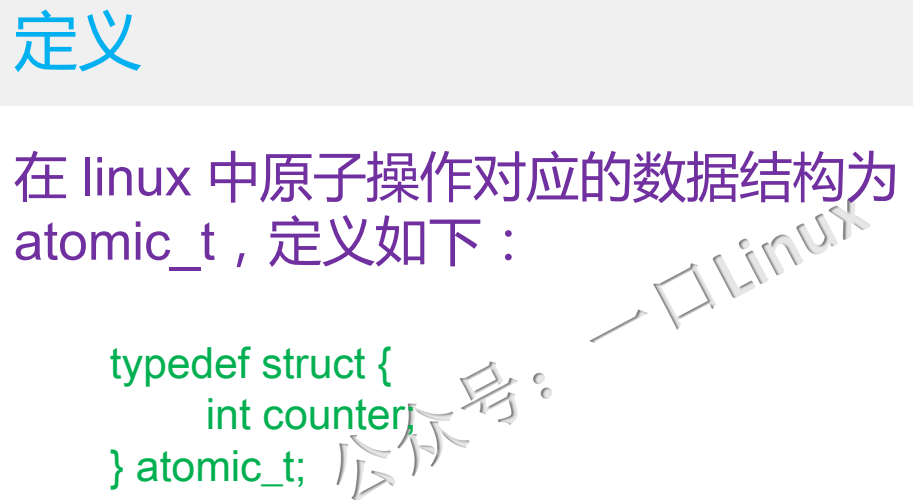 定义
在 linux 中原子操作对应的数据结构为
atomic_t，定义如下：
typedef struct {
int counter;
} atomic_t;
公众号：一口Linux